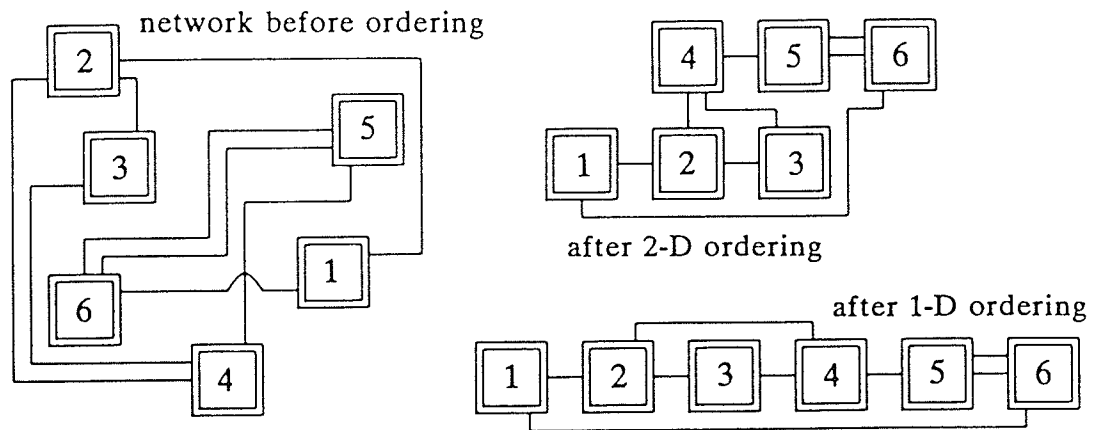 network before ordering
2
5
3
1
6
4
4 5 6
1 2 3
after 2-D ordering
after 1-D ordering
1 2 3 4 5 6